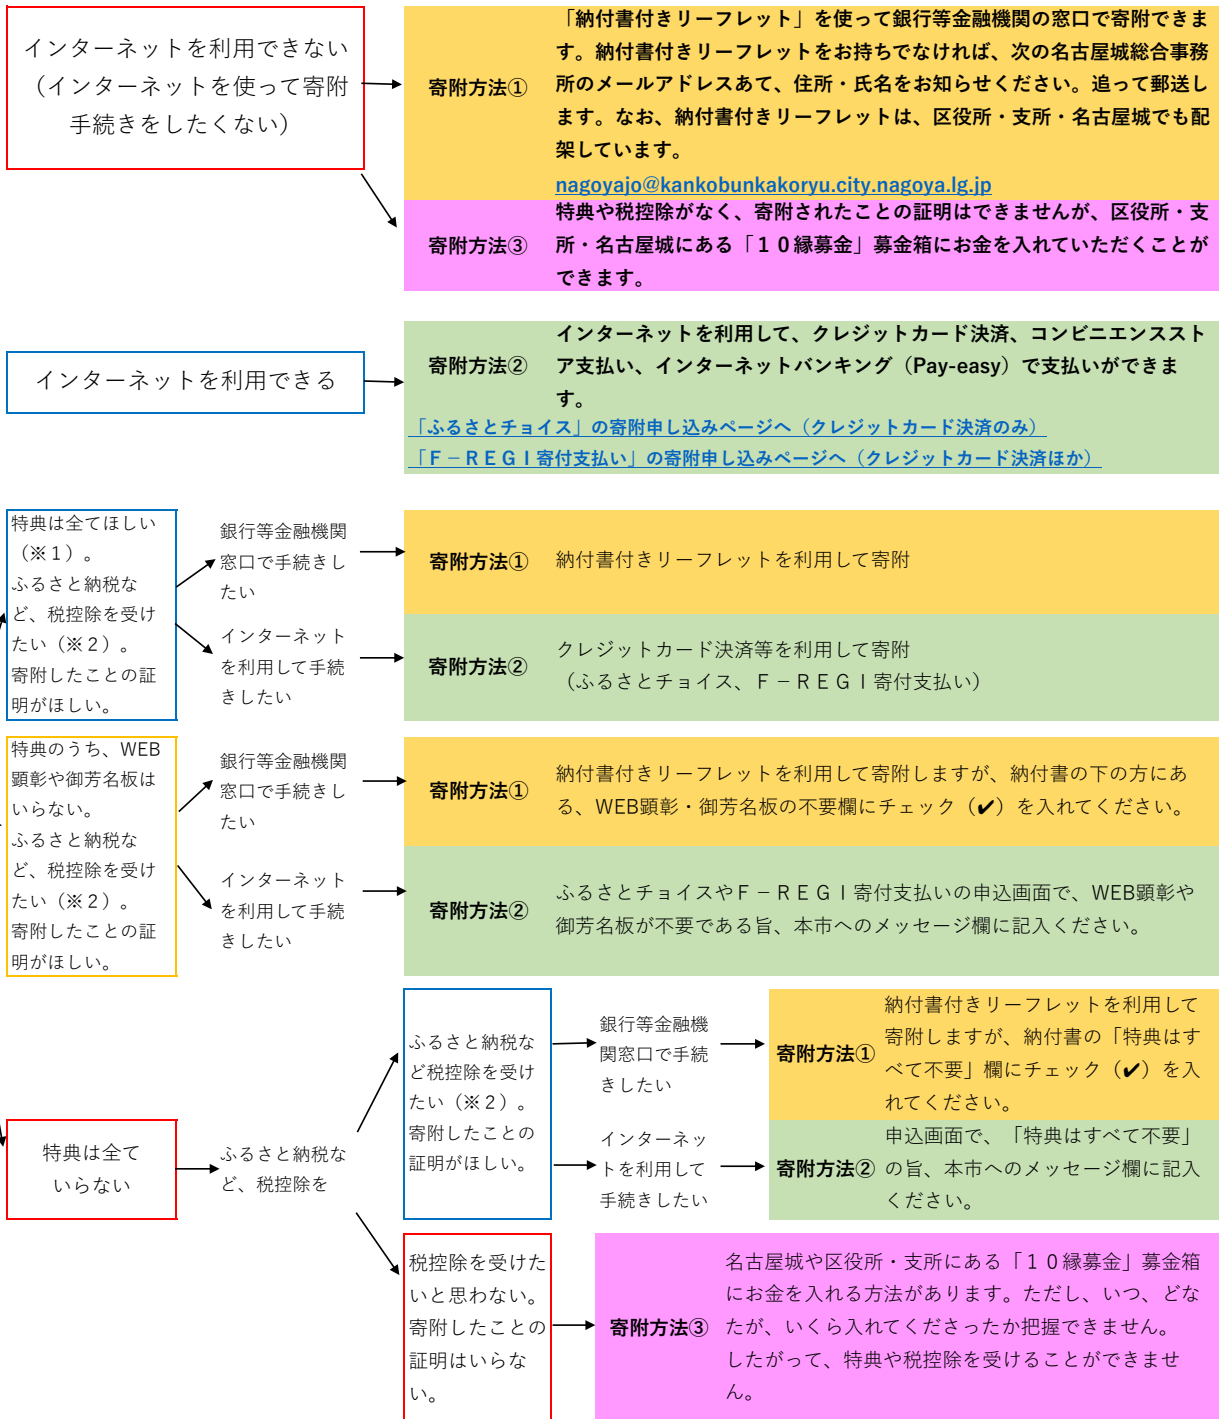 インターネットを利用できない
（インターネットを使って寄附
手続きをしたくない）
寄附方法①
「納付書付きリーフレット」を使って銀行等金融機関の窓口で寄附できま
す。納付書付きリーフレットをお持ちでなければ、次の名古屋城総合事務
所のメールアドレスあて、住所・氏名をお知らせください。追って郵送し
ます。なお、納付書付きリーフレットは、区役所・支所・名古屋城でも配
架しています。
nagoyajo@kankobunkakoryu.city.nagoya.lg.jp
寄附方法③
特典や税控除がなく、寄附されたことの証明はできませんが、区役所・支
所・名古屋城にある「１０縁募金」募金箱にお金を入れていただくことが
できます。
インターネットを利用できる
寄附方法②
インターネットを利用して、クレジットカード決済、コンビニエンススト
ア支払い、インターネットバンキング（Pay-easy）で支払いができま
す。
「ふるさとチョイス」の寄附申し込みページへ（クレジットカード決済のみ）
「Ｆ－ＲＥＧＩ寄付支払い」の寄附申し込みページへ（クレジットカード決済ほか）
特典は全てほしい
（※１）。
ふるさと納税な
ど、税控除を受け
たい（※２）。
寄附したことの証
明がほしい。
銀行等金融機関
窓口で手続きし
たい
寄附方法①
納付書付きリーフレットを利用して寄附
インターネット
を利用して手続
きしたい
寄附方法②
クレジットカード決済等を利用して寄附
（ふるさとチョイス、Ｆ－ＲＥＧＩ寄付支払い）
特典のうち、WEB
顕彰や御芳名板は
いらない。
ふるさと納税な
ど、税控除を受け
たい（※２）。
寄附したことの証
明がほしい。
銀行等金融機関
窓口で手続きし
たい
寄附方法①
納付書付きリーフレットを利用して寄附しますが、納付書の下の方にあ
る、WEB顕彰・御芳名板の不要欄にチェック（✔）を入れてください。
インターネット
を利用して手続
きしたい
寄附方法②
ふるさとチョイスやＦ－ＲＥＧＩ寄付支払いの申込画面で、WEB顕彰や
御芳名板が不要である旨、本市へのメッセージ欄に記入ください。
特典は全て
いらない
ふるさと納税な
ど、税控除を
ふるさと納税な
ど税控除を受け
たい（※２）。
寄附したことの
証明がほしい。
銀行等金融機
関窓口で手続
きしたい
寄附方法①
納付書付きリーフレットを利用して
寄附しますが、納付書の「特典はす
べて不要」欄にチェック（✔）を入
れてください。
インターネッ
トを利用して
手続きしたい
寄附方法②
申込画面で、「特典はすべて不要」
の旨、本市へのメッセージ欄に記入
ください。
税控除を受けた
いと思わない。
寄附したことの
証明はいらな
い。
寄附方法③
名古屋城や区役所・支所にある「１０縁募金」募金箱
にお金を入れる方法があります。ただし、いつ、どな
たが、いくら入れてくださったか把握できません。
したがって、特典や税控除を受けることができませ
ん。